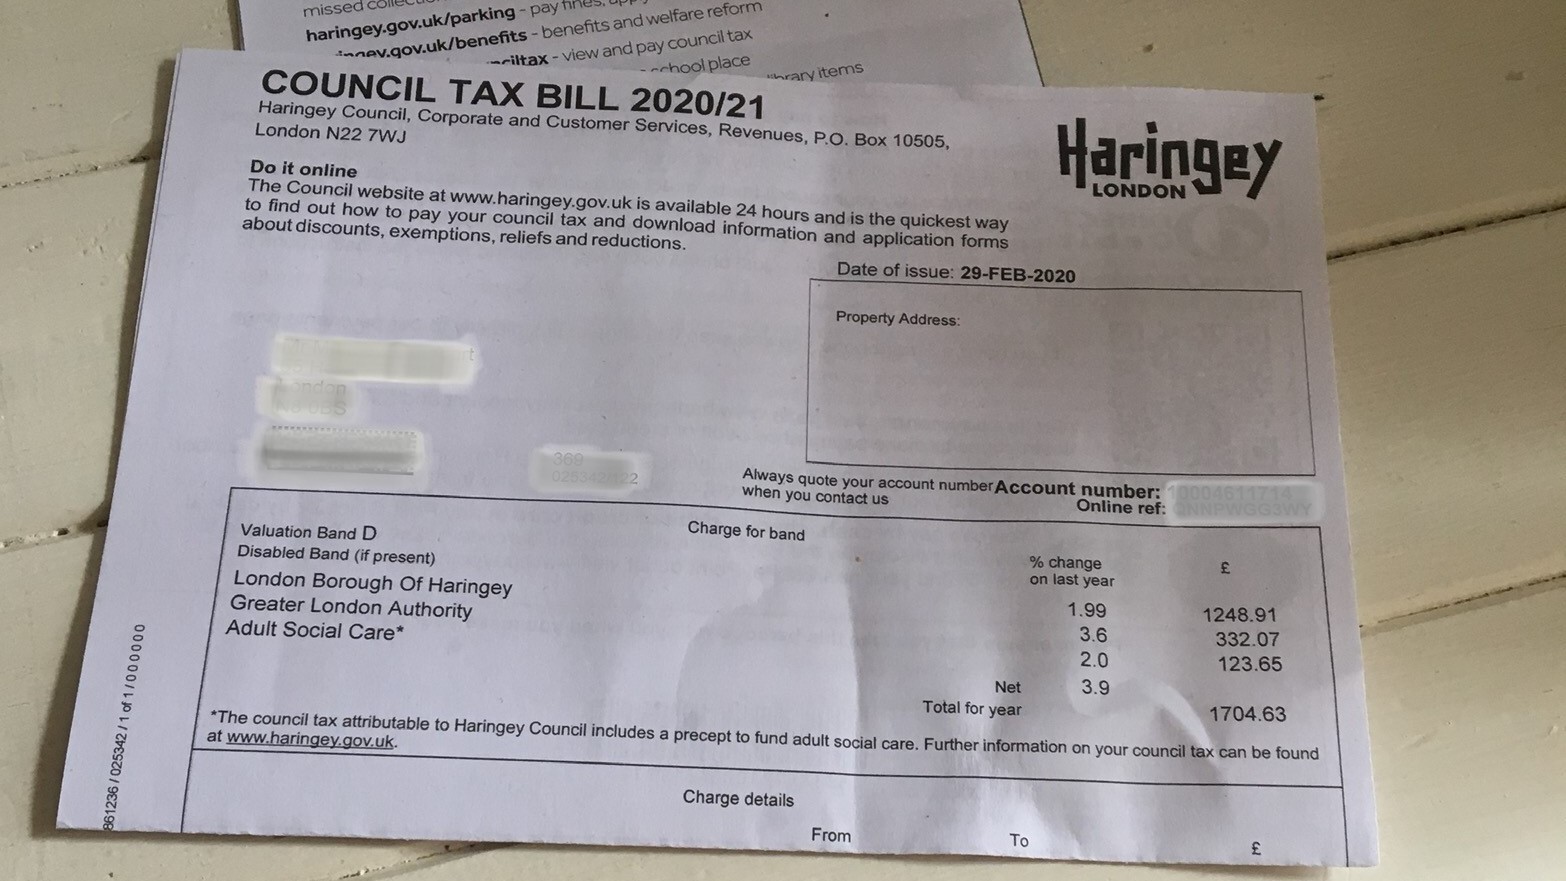 missed
haringey.gov.uk/parking - pay fines,
.gov.uk/benefits - benefits and welfare reform
- view and pay council tax
school place
library items
COUNCIL TAX BILL 2020/21
Haringey Council, Corporate and Customer Services, Revenues, P.O. Box 10505,
London N22 7WJ
Haringey
LONDON
Do it online
The Council website at www.haringey.gov.uk is available 24 hours and is the quickest way
to find out how to pay your council tax and download information and application forms
about discounts, exemptions, reliefs and reductions.
Date of issue: 29-FEB-2020
Property Address:
Always quote your account number Account number:
when you contact us Online ref:
Valuation Band D Charge for band
Disabled Band (if present) % change £
on last year
London Borough Of Haringey 1.99 1248.91
Greater London Authority 3.6 332.07
Adult Social Care* 2.0 123.65
Net 3.9
Total for year 1704.63
*The council tax attributable to Haringey Council includes a precept to fund adult social care. Further information on your council tax can be found
at www.haringey.gov.uk.
Charge details
From To £
861236 / 025342 / 1 of 1 / 000000